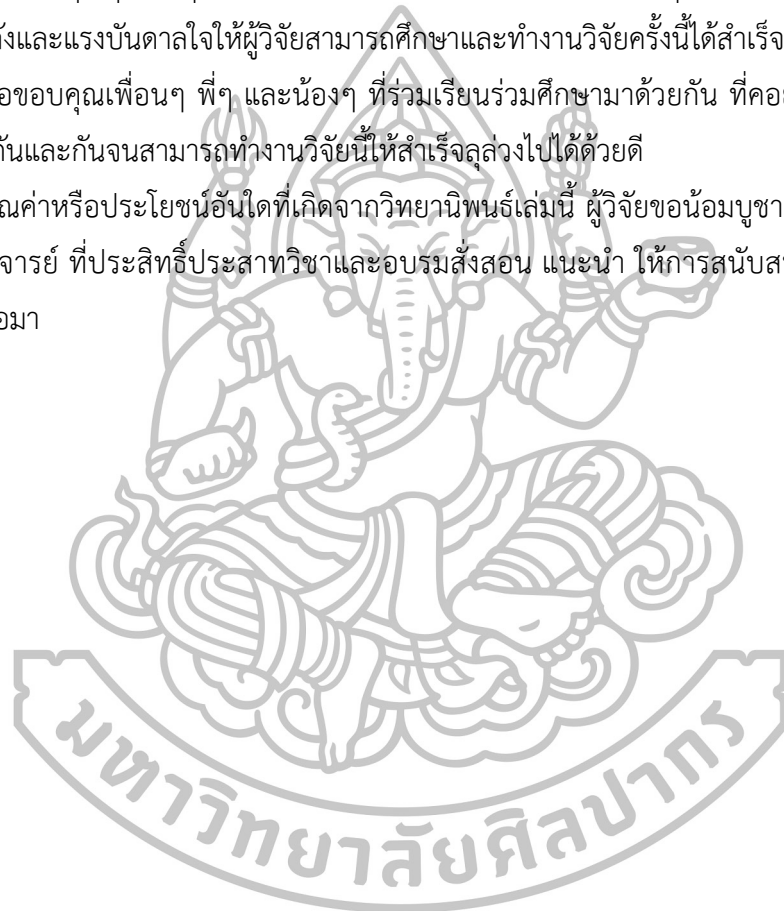 และแรงบันดาลใจให้ผู้วิจัยสามารถศึกษาและทำงานวิจัยครั้งนี้ได้สำเร็จ
ขอบคุณเพื่อนๆ พี่ๆ และน้องๆ ที่ร่วมเรียนร่วมศึกษามาด้วยกัน ที่คอย
กันและกันจนสามารถทำงานวิจัยนี้ให้สำเร็จลุล่วงไปได้ด้วยดี
ณค่าหรือประโยชน์อันใดที่เกิดจากวิทยานิพนธ์เล่มนี้ ผู้วิจัยขอน้อมบูชา
จารย์ ที่ประสิทธิ์ประสาทวิชาและอบรมสั่งสอน แนะนำ ให้การสนับส
อมา
มหาวิทยาลัยศิลปากร